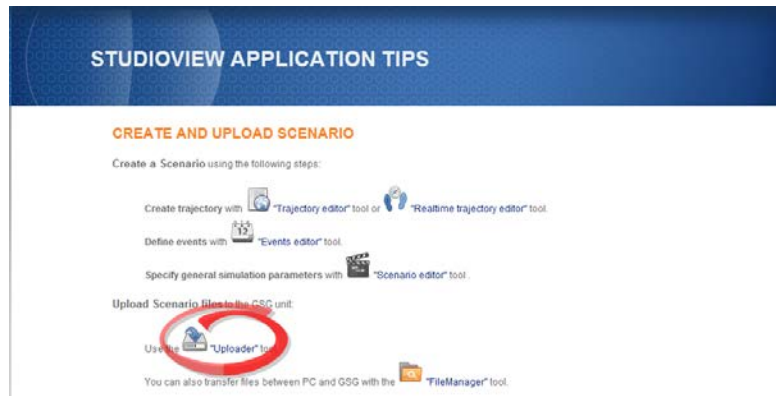 STUDIOVIEW APPLICATION TIPS
CREATE AND UPLOAD SCENARIO
Create a Scenario using the following steps:
Create trajectory with "Trajectory editor" tool or "Realtime trajectory editor" tool.
12
Define events with "Events editor" tool.
Specify general simulation parameters with "Scenario editor" tool .
Upload Scenario files to the GSG unit:
Use the "Uploader" tool
You can also transfer files between PC and GSG with the "FileManager" tool.